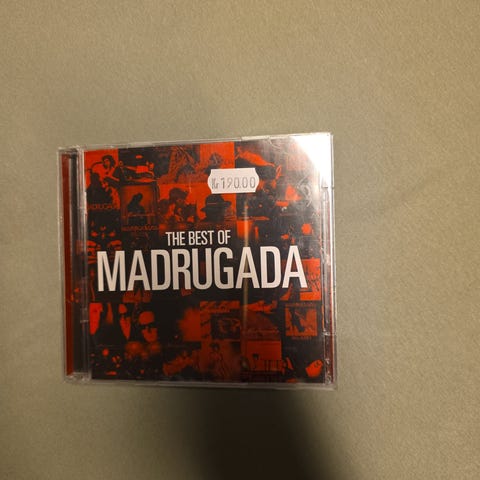 Kr 190.00
THE BEST OF
MADRUGADA